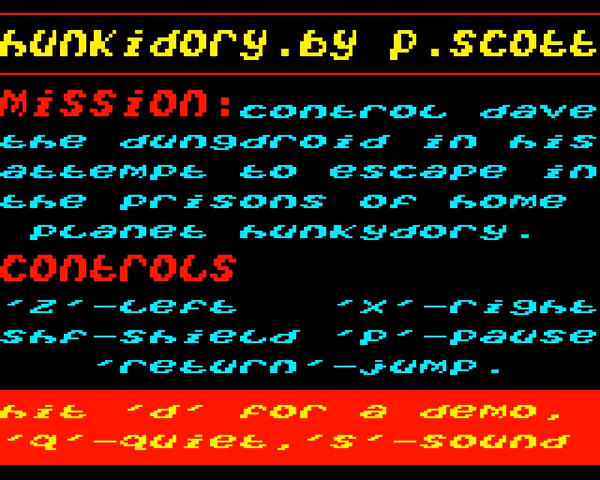 hunkidory.by p.scott
Mission:control dave
the dungdroid in his
attempt to escape in
the prisons of home
planet hunkydory.
controls
'z'-left 'x'-right
shf-shield 'p'-pause
'return'-jump.
hit 'd' for a demo,
'q'-quiet,'s'-sound